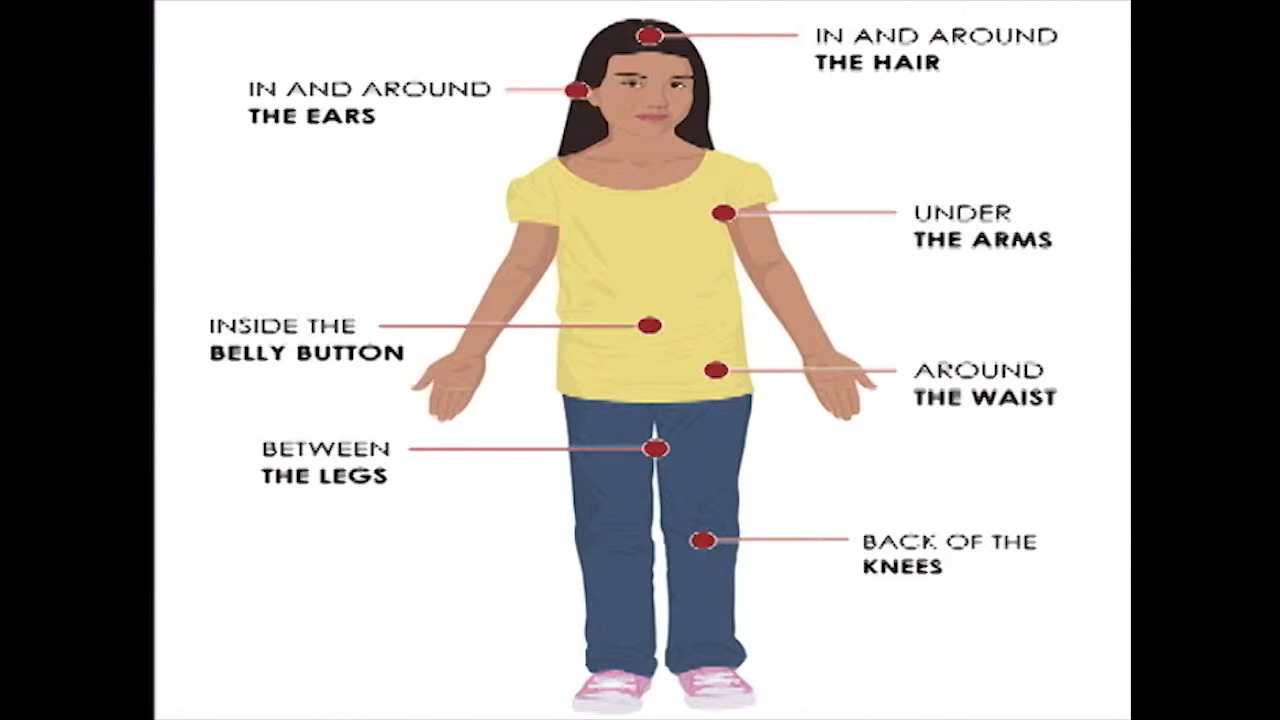 IN AND AROUND
THE HAIR
IN AND AROUND
THE EARS
UNDER
THE ARMS
INSIDE THE
BELLY BUTTON
AROUND
THE WAIST
BETWEEN
THE LEGS
BACK OF THE
KNEES